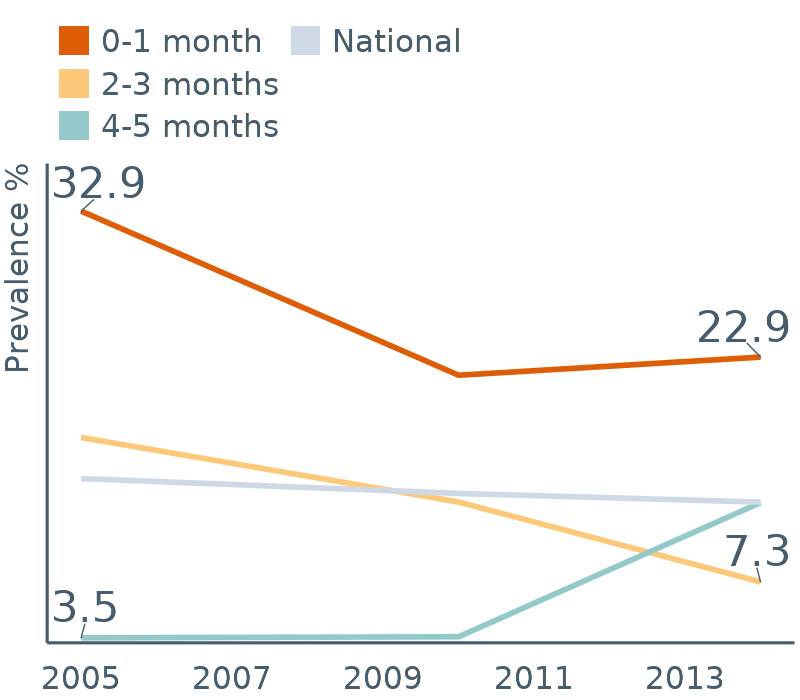 0-1 month
National
2-3 months
4-5 months
Prevalence %
32.9
22.9
7.3
3.5
2005 2007 2009 2011 2013